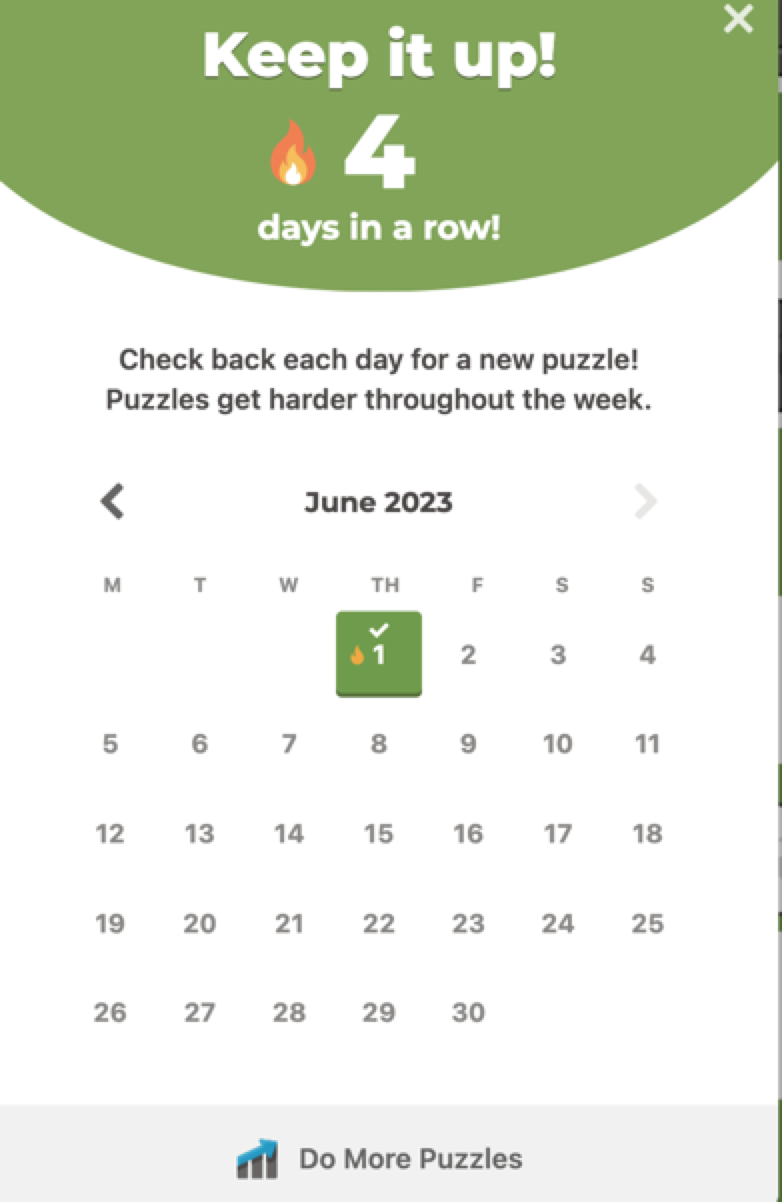 Keep it up!
4
days in a row!
Check back each day for a new puzzle!
Puzzles get harder throughout the week.
June 2023
M T W TH F S S
1 2 3 4
5 6 7 8 9 10 11
12 13 14 15 16 17 18
19 20 21 22 23 24 25
26 27 28 29 30
Do More Puzzles